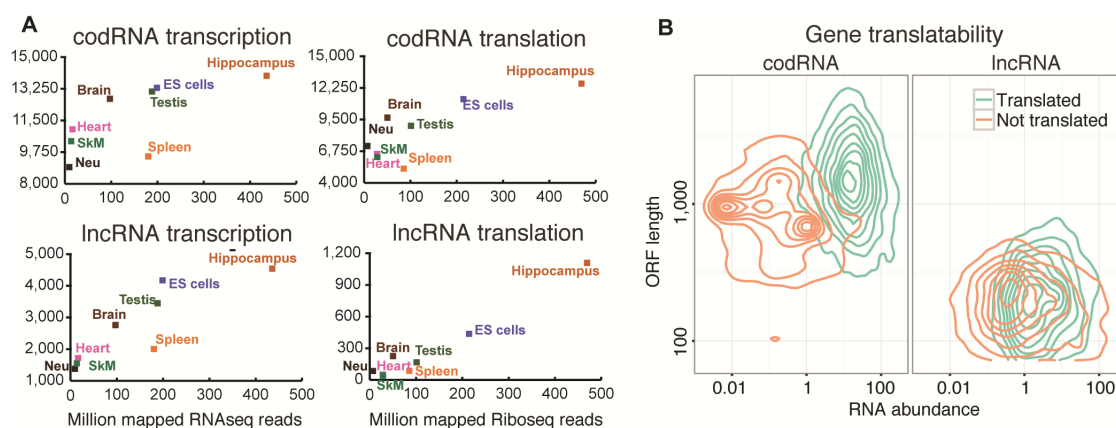 A
codRNA transcription
15,000
13,250
11,500
9,750
8,000
Brain
ES cells
Testis
Hippocampus
Heart
SkM
Neu
Spleen
0
100
200
300
400
500
codRNA translation
15,000
12,250
9,500
6,750
4,000
Hippocampus
Brain
ES cells
Neu
Testis
SkM
Heart
Spleen
0
100
200
300
400
500
lncRNA transcription
5,000
4,000
3,000
2,000
1,000
Hippocampus
ES cells
Testis
Brain
Heart
Spleen
Neu
SkM
0
100
200
300
400
500
Million mapped RNAseq reads
lncRNA translation
1,200
900
600
300
0
Hippocampus
ES cells
Brain
Testis
Heart
Spleen
SkM
0
100
200
300
400
500
Neu
Million mapped Riboseq reads
B
Gene translatability
codRNA
lncRNA
Translated
Not translated
ORF length
1,000
100
0.01
1
100
0.01
1
100
RNA abundance